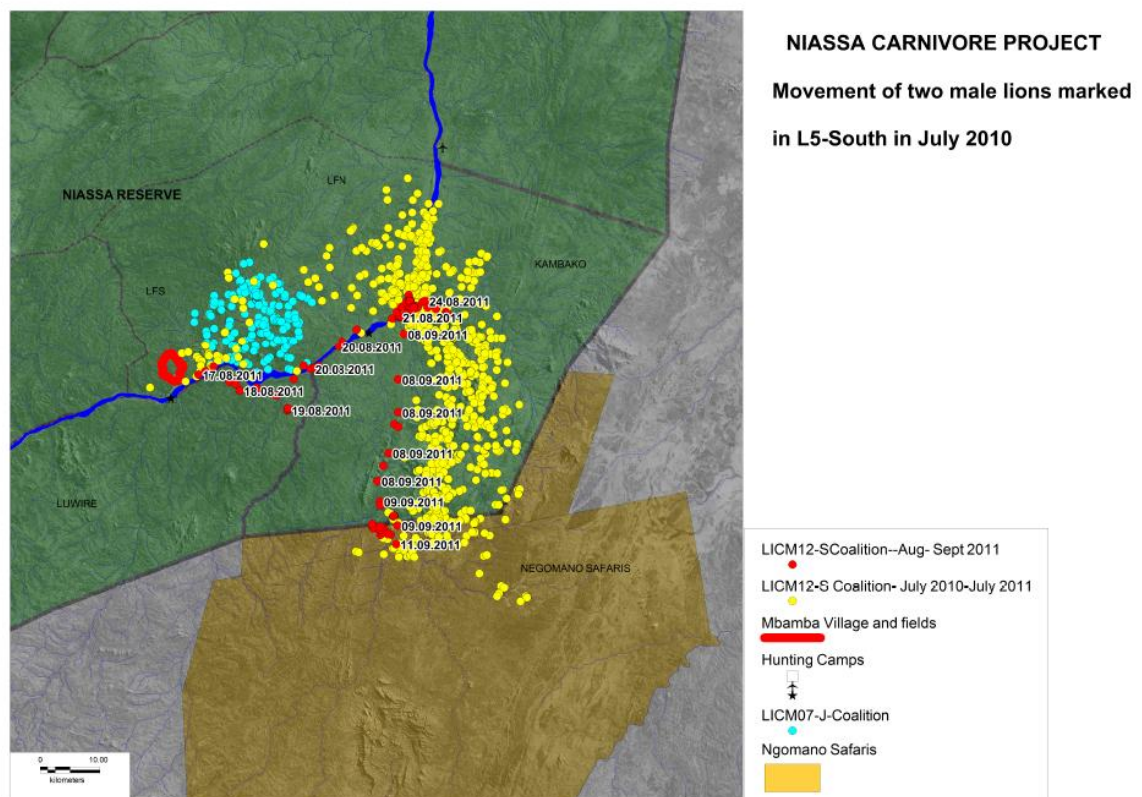 NIASSA CARNIVORE PROJECT
Movement of two male lions marked
in L5-South in July 2010
LFN
NIASSA RESERVE
KAMBAKO
LFS
24.08.2011
21.08.2011
08.09.2011
20.08.2011
20.08.2011
17.08.2011
08.09.2011
18.08.2011
19.08.2011
08.09.2011
08.09.2011
08.09.2011
LUWIRE
09.09.2011
09.09.2011
11.09.2011
NEGOMANO SAFARIS
LICM12-SCoalition--Aug- Sept 2011
LICM12-S Coalition- July 2010-July 2011
Mbamba Village and fields
Hunting Camps
LICM07-J-Coalition
Ngomano Safaris
0 10.00
kilometers